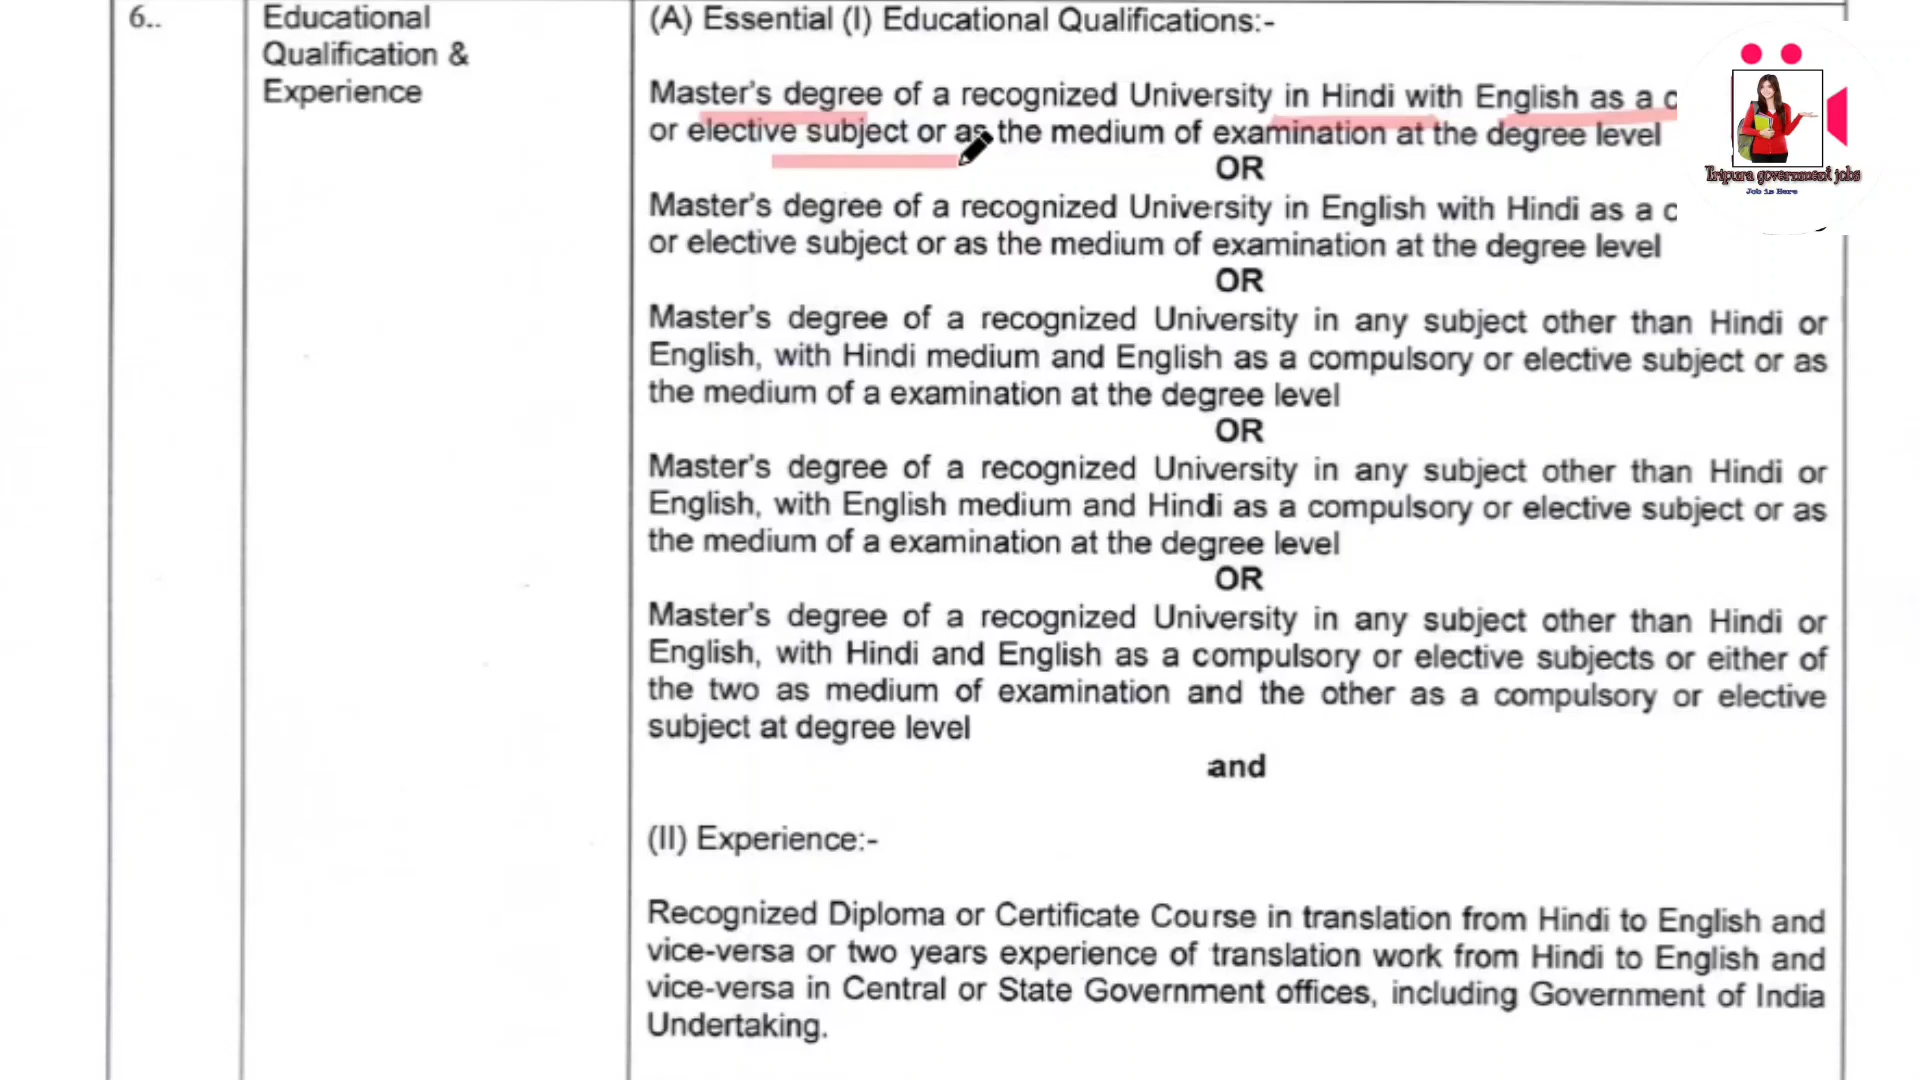 6..
Educational
Qualification &
Experience
(A) Essential (I) Educational Qualifications:-
Master's degree of a recognized University in Hindi with English as a
or elective subject or as the medium of examination at the degree level
OR
Master's degree of a recognized University in English with Hindi as a
or elective subject or as the medium of examination at the degree level
OR
Master's degree of a recognized University in any subject other than Hindi or
English, with Hindi medium and English as a compulsory or elective subject or as
the medium of a examination at the degree level
OR
Master's degree of a recognized University in any subject other than Hindi or
English, with English medium and Hindi as a compulsory or elective subject or as
the medium of a examination at the degree level
OR
Master's degree of a recognized University in any subject other than Hindi or
English, with Hindi and English as a compulsory or elective subjects or either of
the two as medium of examination and the other as a compulsory or elective
subject at degree level
and
(II) Experience:-
Recognized Diploma or Certificate Course in translation from Hindi to English and
vice-versa or two years experience of translation work from Hindi to English and
vice-versa in Central or State Government offices, including Government of India
Undertaking.
Tripura government jobs
Job is Here